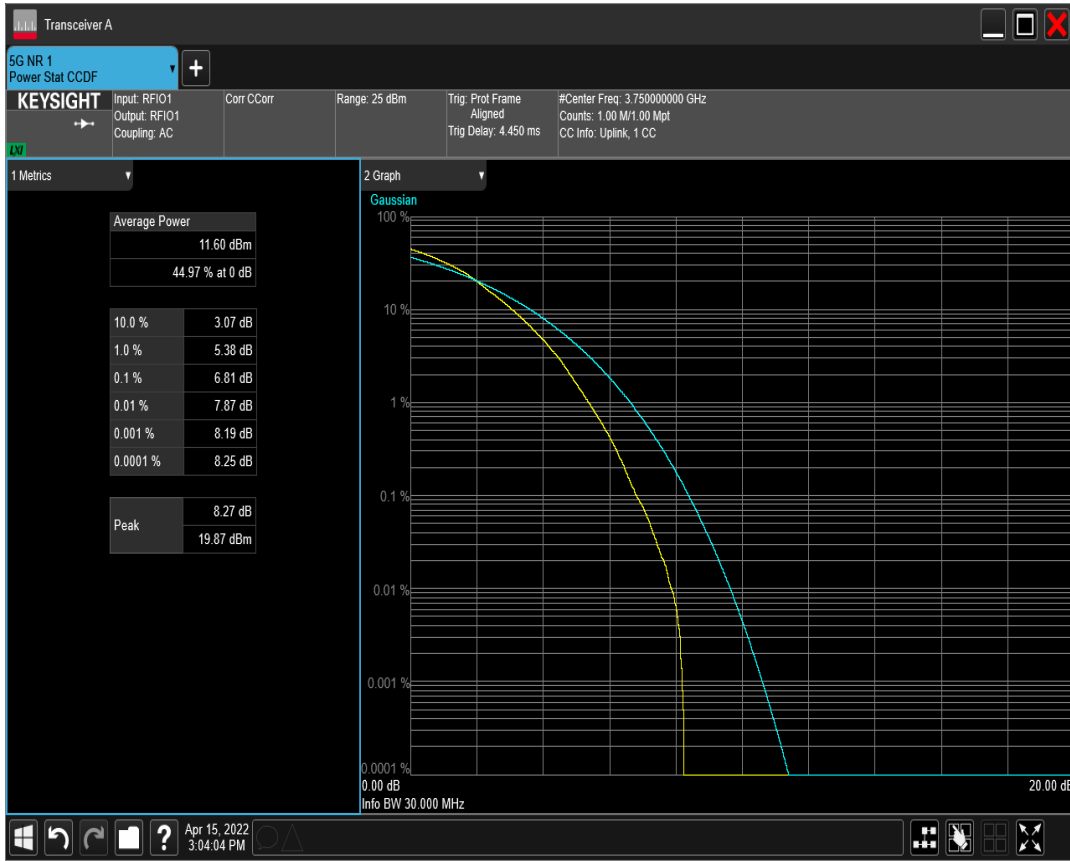 Transceiver A
5G NR 1
Power Stat CCDF
KEYSIGHT
LXI
Input: RFIO1
Output: RFIO1
Coupling: AC
Corr CCorr
Range: 25 dBm
Trig: Prot Frame
Aligned
Trig Delay: 4.450 ms
#Center Freq: 3.750000000 GHz
Counts: 1.00 M/1.00 Mpt
CC Info: Uplink, 1 CC
1 Metrics
Average Power
11.60 dBm
44.97 % at 0 dB
10.0 % 3.07 dB
1.0 % 5.38 dB
0.1 % 6.81 dB
0.01 % 7.87 dB
0.001 % 8.19 dB
0.0001 % 8.25 dB
Peak
8.27 dB
19.87 dBm
2 Graph
Gaussian
100 %
10 %
1 %
0.1 %
0.01 %
0.001 %
0.0001 %
0.00 dB 20.00 dB
Info BW 30.000 MHz
?
Apr 15, 2022
3:04:04 PM